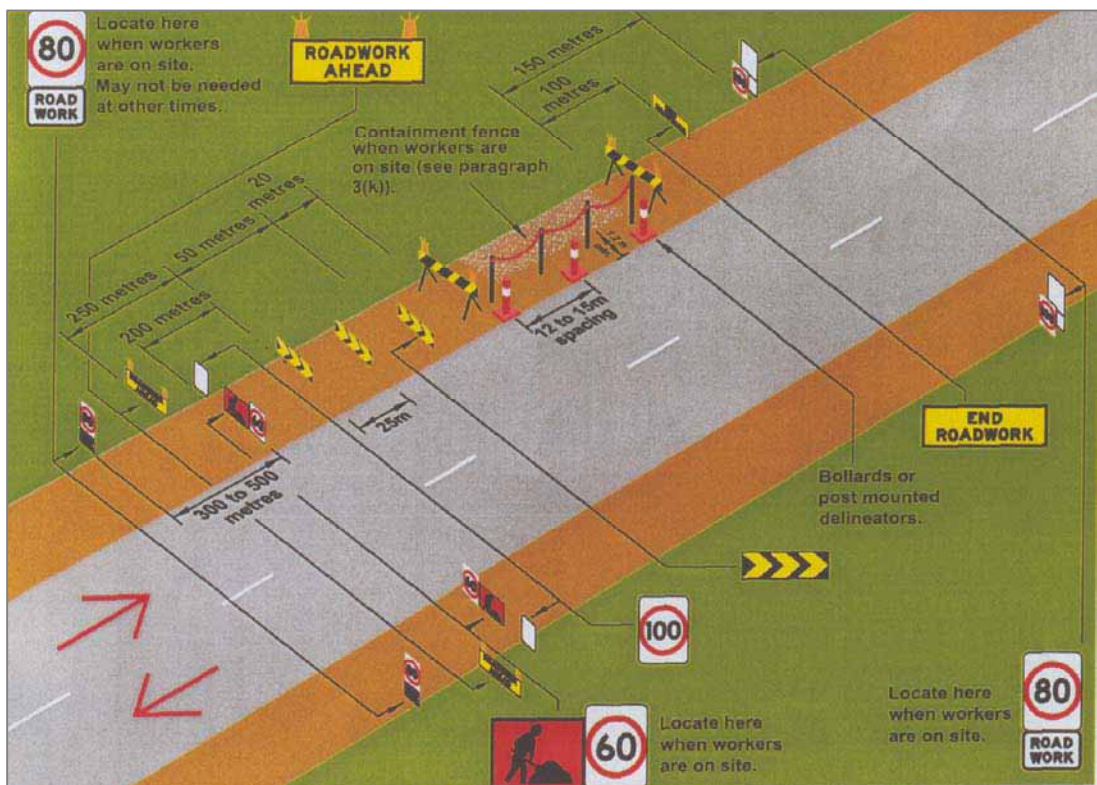 80
ROAD
WORK
Locate here
when workers
are on site.
May not be needed
at other times.
ROADWORK
AHEAD
150 metres
100
metres
Containment fence
when workers are
on site (see paragraph
3(k)).
20
metres
50 metres
250 metres
200 metres
12 to 15m
spacing
25m
300 to 500
metres
END
ROADWORK
Bollards or
post mounted
delineators.
100
60
Locate here
when workers
are on site.
Locate here
when workers
are on site.
80
ROAD
WORK